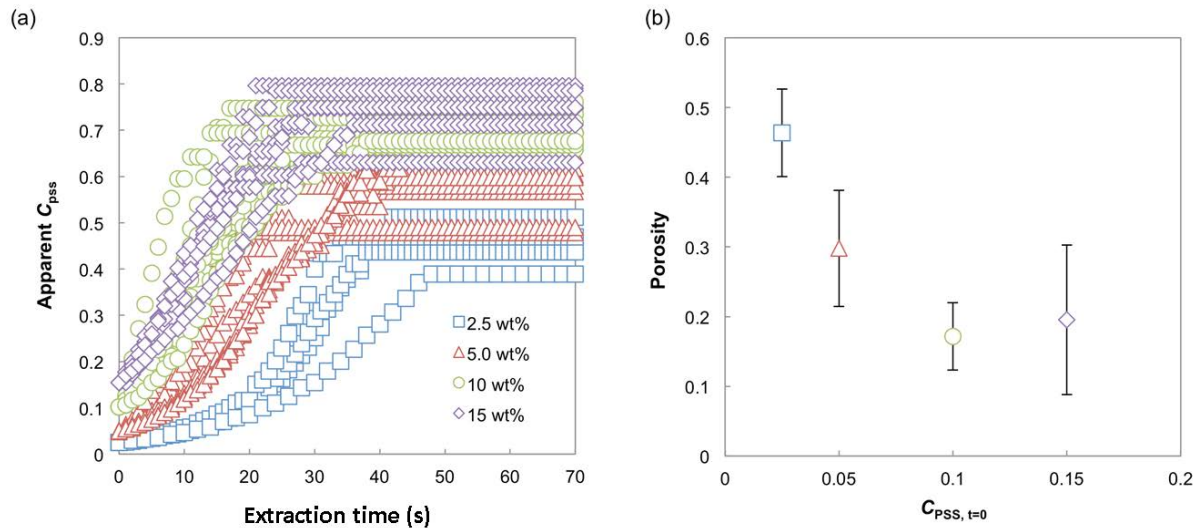 (a)
0.9
0.8
0.7
0.6
0.5
0.4
0.3
0.2
0.1
0
Apparent Cpss
2.5 wt%
5.0 wt%
10 wt%
15 wt%
0 10 20 30 40 50 60 70
Extraction time (s)
(b)
0.6
0.5
0.4
0.3
0.2
0.1
0
Porosity
0 0.05 0.1 0.15 0.2
CPSS, t=0